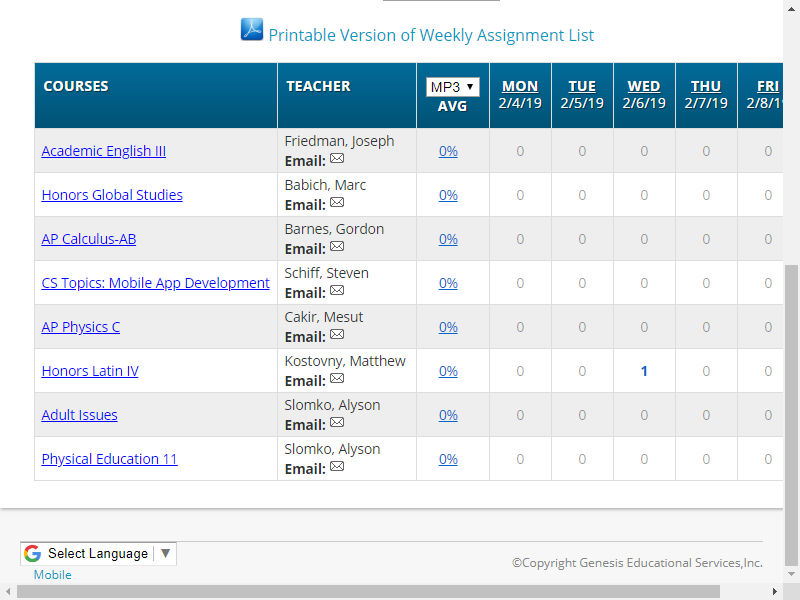 Printable Version of Weekly Assignment List
COURSES TEACHER MP3 ▼ AVG MON 2/4/19 TUE 2/5/19 WED 2/6/19 THU 2/7/19 FRI 2/8/19
Academic English III Friedman, Joseph Email: 0% 0 0 0 0 0
Honors Global Studies Babich, Marc Email: 0% 0 0 0 0 0
AP Calculus-AB Barnes, Gordon Email: 0% 0 0 0 0 0
CS Topics: Mobile App Development Schiff, Steven Email: 0% 0 0 0 0 0
AP Physics C Cakir, Mesut Email: 0% 0 0 0 0 0
Honors Latin IV Kostovny, Matthew Email: 0% 0 0 1 0 0
Adult Issues Slomko, Alyson Email: 0% 0 0 0 0 0
Physical Education 11 Slomko, Alyson Email: 0% 0 0 0 0 0
Select Language ▼
Mobile
©Copyright Genesis Educational Services,Inc.